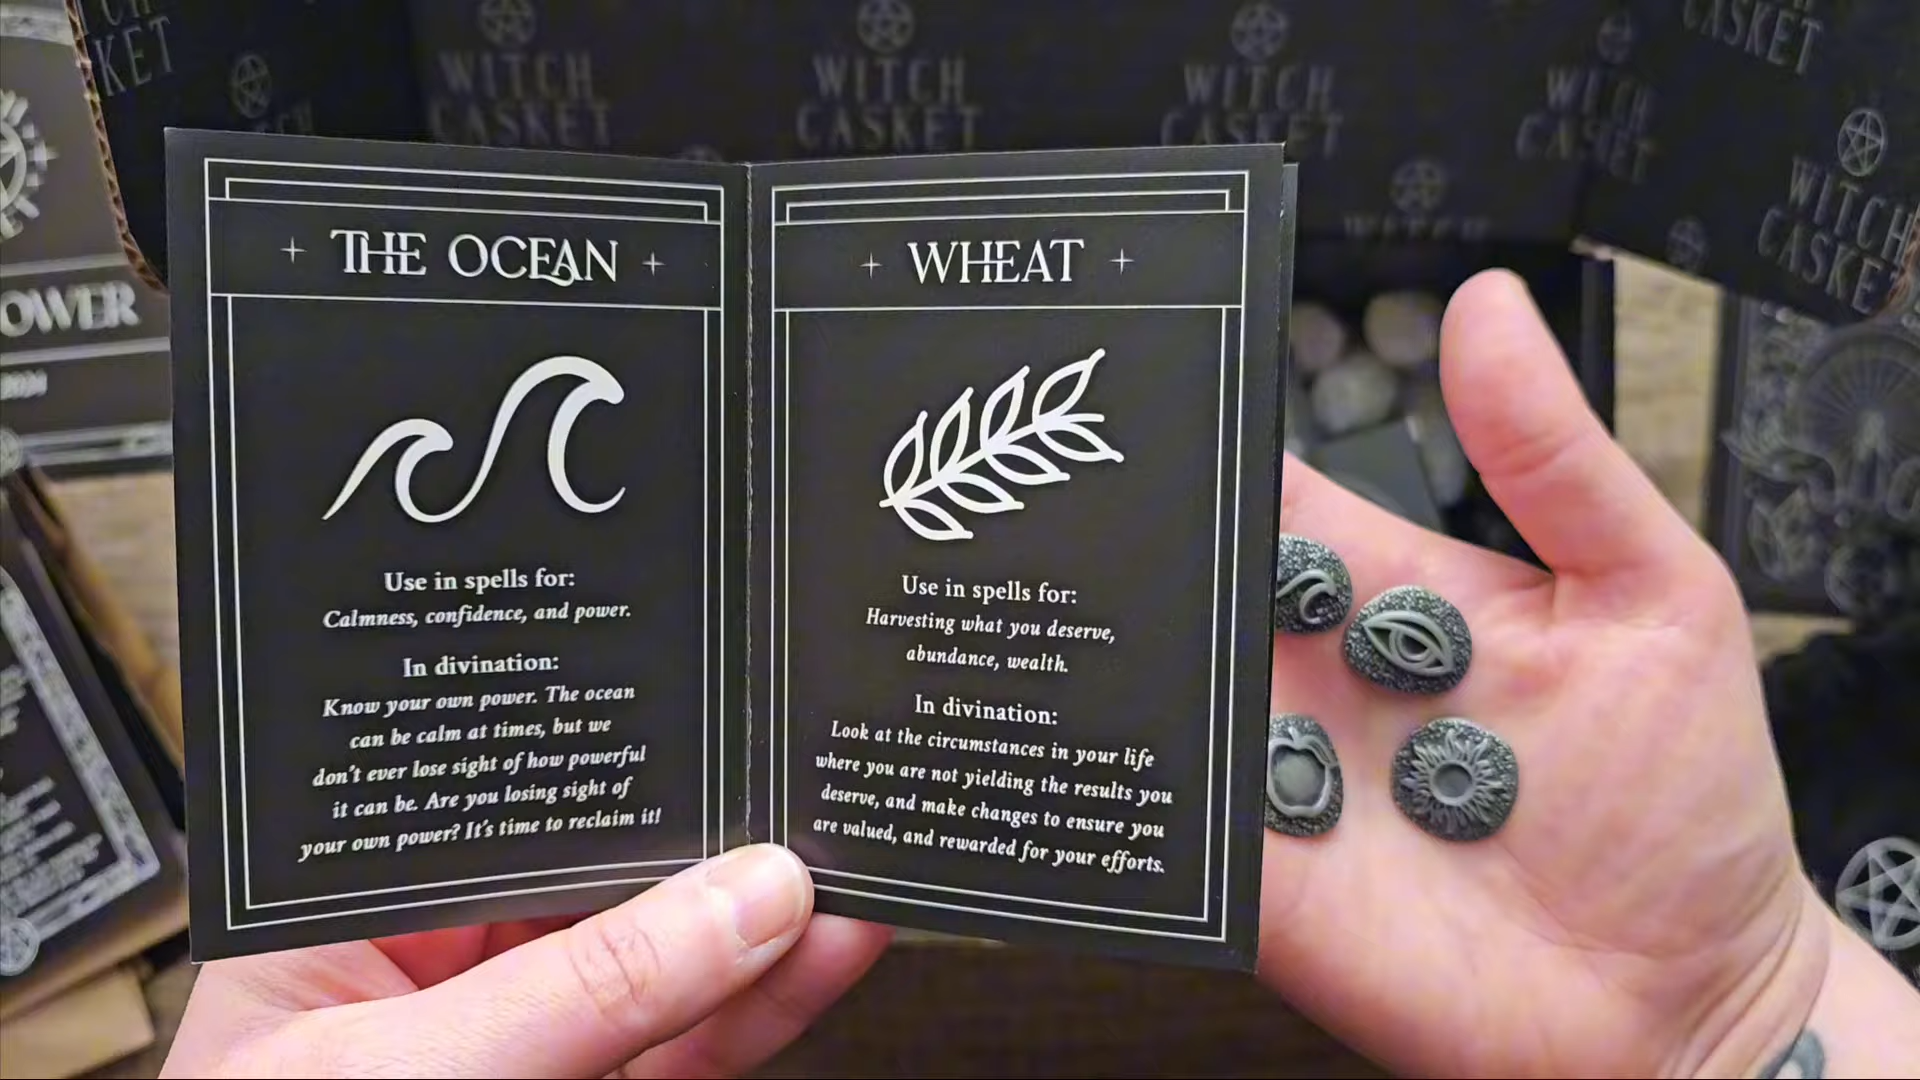 WITCH
CASKET
WITCH
CASKET
WITCH
CASKET
WITCH
CASKET
WITCH
CASKET
CASKET
KET
OWER
2024
THE OCEAN
Use in spells for:
Calmness, confidence, and power.
In divination:
Know your own power. The ocean
can be calm at times, but we
don't ever lose sight of how powerful
it can be. Are you losing sight of
your own power? It's time to reclaim it!
WHEAT
Use in spells for:
Harvesting what you deserve,
abundance, wealth.
In divination:
Look at the circumstances in your life
where you are not yielding the results you
deserve, and make changes to ensure you
are valued, and rewarded for your efforts.